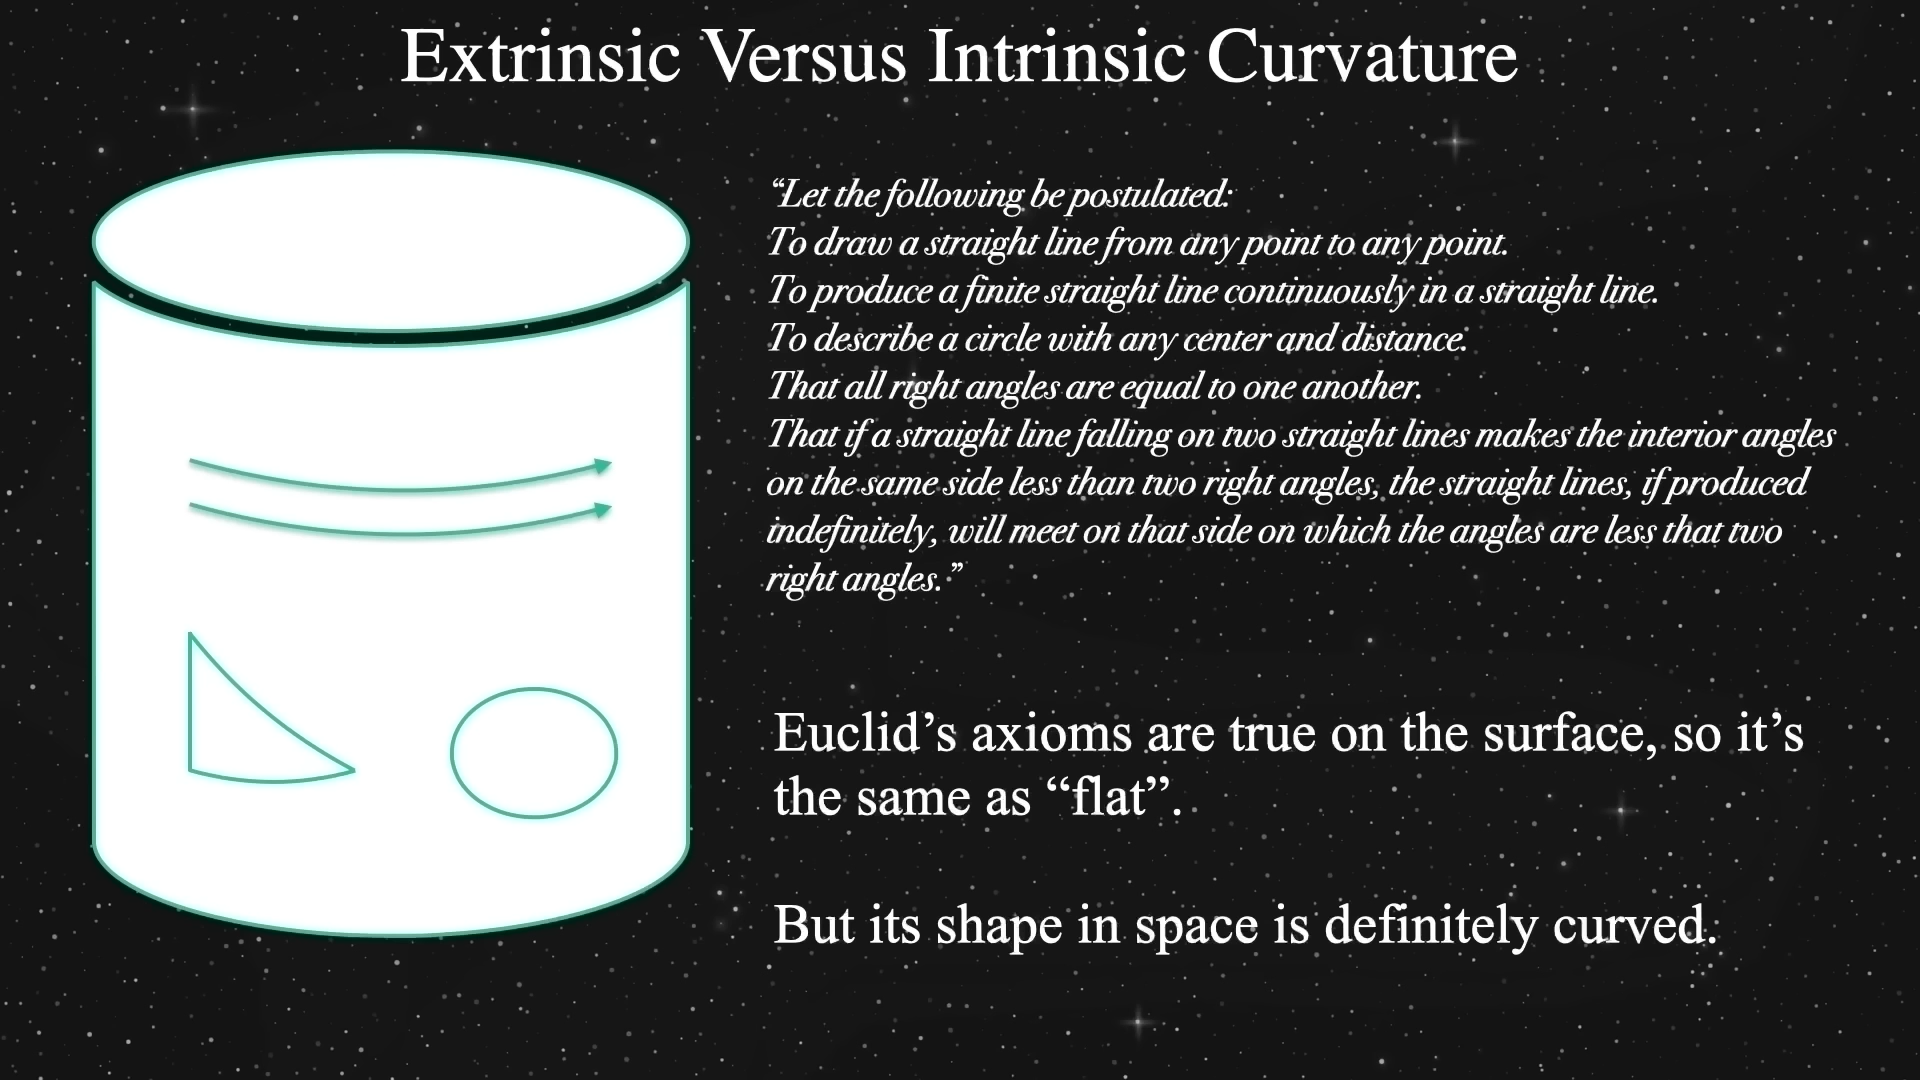 Extrinsic Versus Intrinsic Curvature
“Let the following be postulated:
To draw a straight line from any point to any point.
To produce a finite straight line continuously in a straight line.
To describe a circle with any center and distance.
That all right angles are equal to one another.
That if a straight line falling on two straight lines makes the interior angles
on the same side less than two right angles, the straight lines, if produced
indefinitely, will meet on that side on which the angles are less that two
right angles.”
Euclid’s axioms are true on the surface, so it’s
the same as “flat”.
But its shape in space is definitely curved.